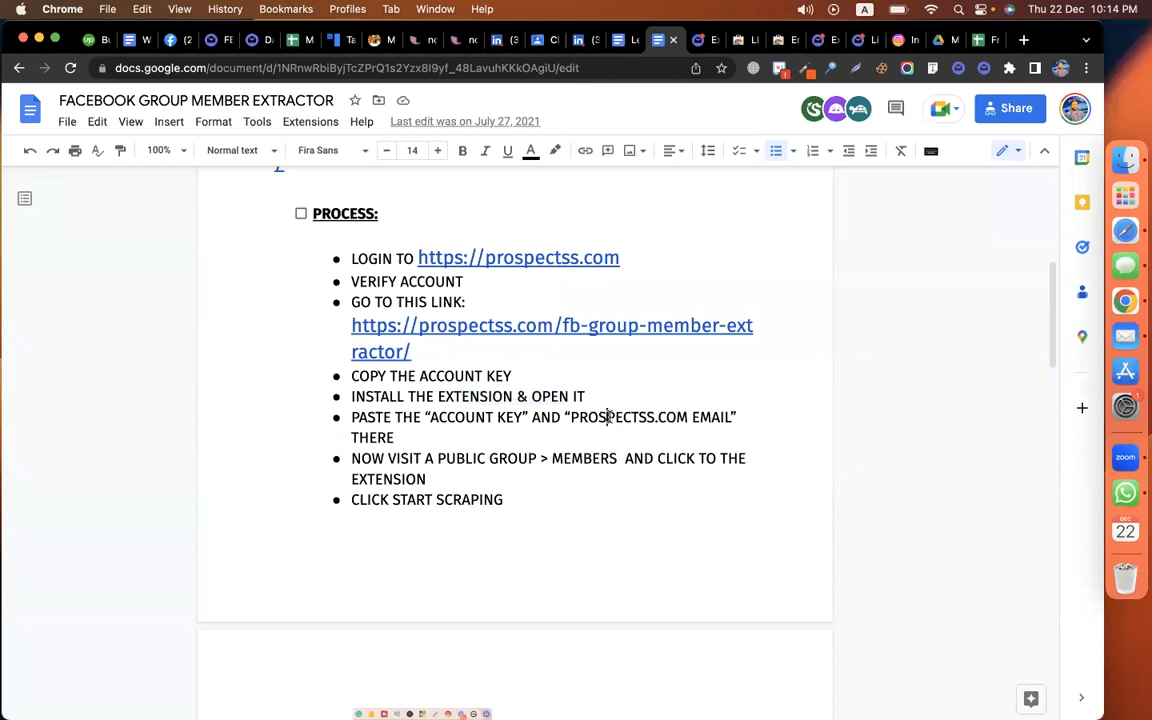 Chrome File Edit View History Bookmarks Profiles Tab Window Help A Thu 22 Dec 10:14 PM
docs.google.com/document/d/1NRnwRbiByjTcZPrQ1s2Yzx8I9yf_48LavuhKKkOAgiU/edit
FACEBOOK GROUP MEMBER EXTRACTOR
File Edit View Insert Format Tools Extensions Help Last edit was on July 27, 2021
Share
100% Normal text Fira Sans 14
PROCESS:
LOGIN TO https://prospectss.com
VERIFY ACCOUNT
GO TO THIS LINK:
https://prospectss.com/fb-group-member-ext
ractor/
COPY THE ACCOUNT KEY
INSTALL THE EXTENSION & OPEN IT
PASTE THE “ACCOUNT KEY” AND “PROSPECTSS.COM EMAIL”
THERE
NOW VISIT A PUBLIC GROUP > MEMBERS AND CLICK TO THE
EXTENSION
CLICK START SCRAPING
zoom
DEC
22